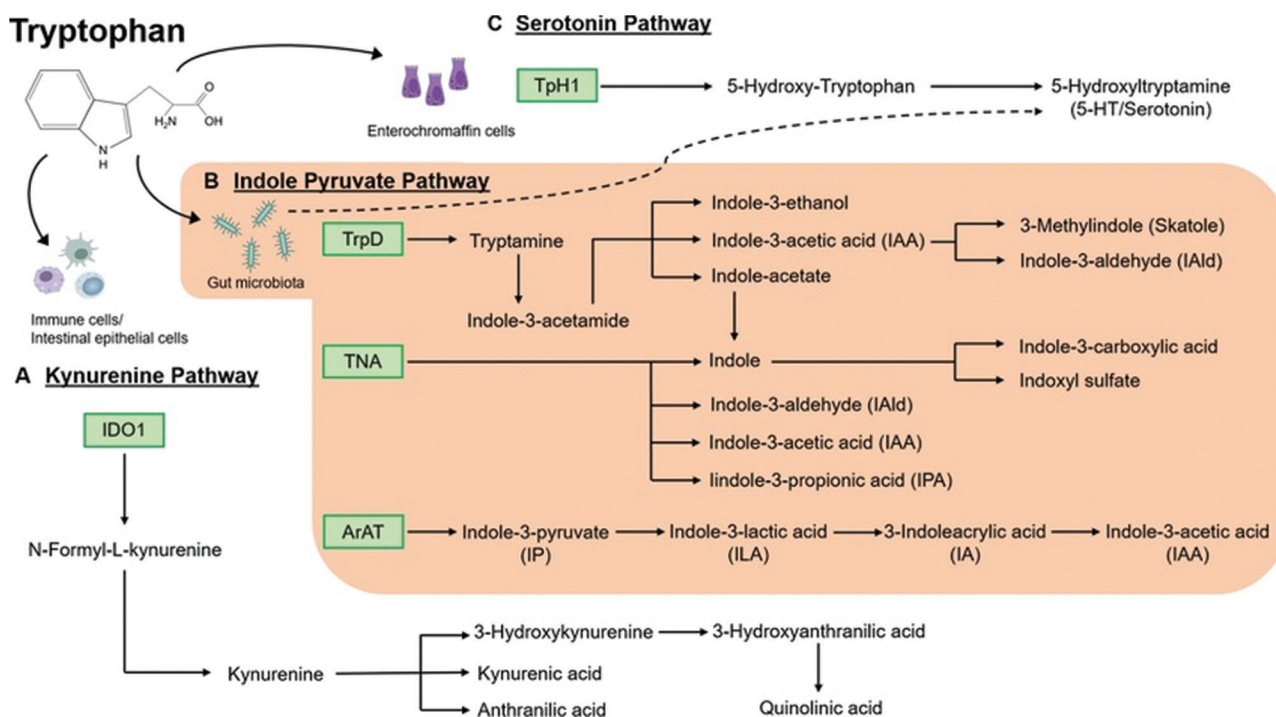 Tryptophan
O
OH
H₂N
N
H
Enterochromaffin cells
C Serotonin Pathway
TpH1
5-Hydroxy-Tryptophan
5-Hydroxyltryptamine
(5-HT/Serotonin)
B Indole Pyruvate Pathway
Gut microbiota
TrpD
Tryptamine
Indole-3-acetamide
Indole-3-ethanol
Indole-3-acetic acid (IAA)
Indole-acetate
3-Methylindole (Skatole)
Indole-3-aldehyde (IAld)
TNA
Indole
Indole-3-carboxylic acid
Indoxyl sulfate
Indole-3-aldehyde (IAld)
Indole-3-acetic acid (IAA)
Iindole-3-propionic acid (IPA)
ArAT
Indole-3-pyruvate
(IP)
Indole-3-lactic acid
(ILA)
3-Indoleacrylic acid
(IA)
Indole-3-acetic acid
(IAA)
Immune cells/
Intestinal epithelial cells
A Kynurenine Pathway
IDO1
N-Formyl-L-kynurenine
Kynurenine
3-Hydroxykynurenine
Kynurenic acid
Anthranilic acid
3-Hydroxyanthranilic acid
Quinolinic acid